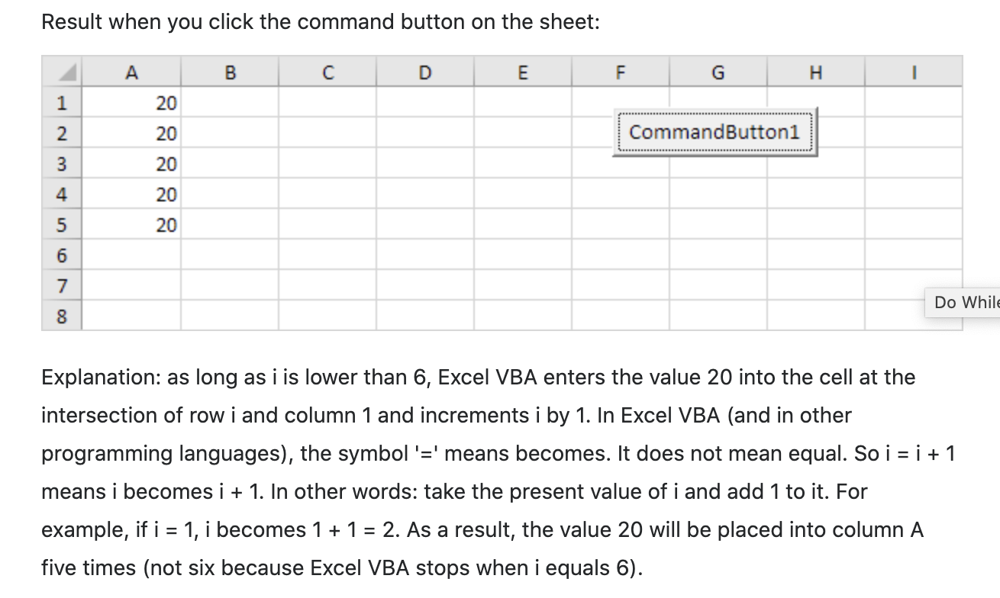 Result when you click the command button on the sheet:
A B C D E F G H I
1 20
CommandButton1
2 20
3 20
4 20
5 20
6
7
Do While
8
Explanation: as long as i is lower than 6, Excel VBA enters the value 20 into the cell at the
intersection of row i and column 1 and increments i by 1. In Excel VBA (and in other
programming languages), the symbol '=' means becomes. It does not mean equal. So i = i + 1
means i becomes i + 1. In other words: take the present value of i and add 1 to it. For
example, if i = 1, i becomes 1 + 1 = 2. As a result, the value 20 will be placed into column A
five times (not six because Excel VBA stops when i equals 6).